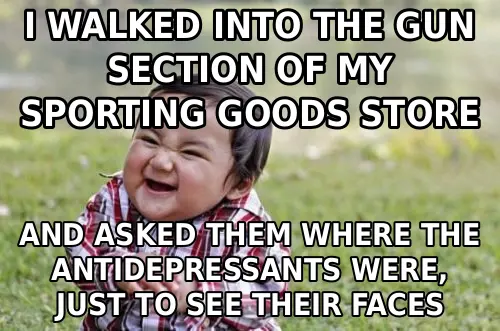 I WALKED INTO THE GUN
SECTION OF MY
SPORTING GOODS STORE
AND ASKED THEM WHERE THE
ANTIDEPRESSANTS WERE,
JUST TO SEE THEIR FACES